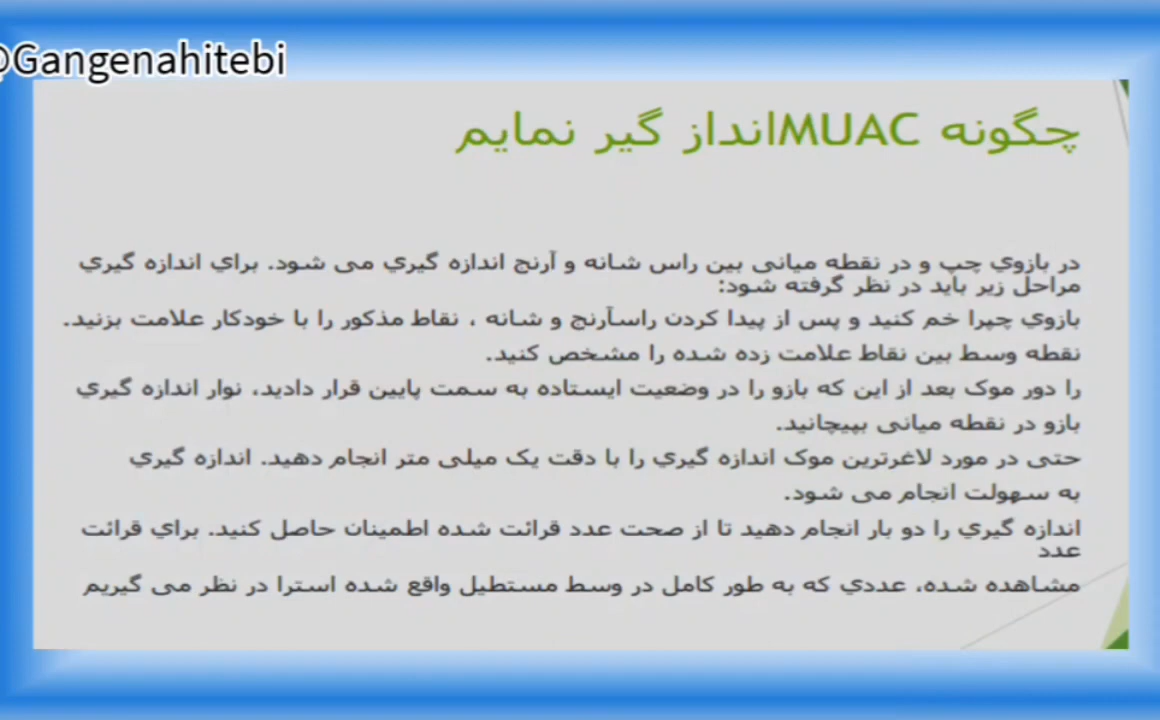 @Gangenahitebi
چگونه MUACانداز گیر نمایم
در بازوي چپ و در نقطه میانی بین راس شانه و آرنج اندازه گیري می شود. براي اندازه گیري
مراحل زیر باید در نظر گرفته شود:
بازوي چپرا خم کنید و پس از پیدا کردن راسآرنج و شانه ، نقاط مذکور را با خودکار علامت بزنید.
نقطه وسط بین نقاط علامت زده شده را مشخص کنید.
را دور موک بعد از این که بازو را در وضعیت ایستاده به سمت پایین قرار دادید، نوار اندازه گیري
بازو در نقطه میانی بپیچانید.
حتی در مورد لاغرترین موک اندازه گیري را با دقت یک میلی متر انجام دهید. اندازه گیري
به سهولت انجام می شود.
اندازه گیري را دو بار انجام دهید تا از صحت عدد قرائت شده اطمینان حاصل کنید. براي قرائت
عدد
مشاهده شده، عددي که به طور کامل در وسط مستطیل واقع شده استرا در نظر می گیریم